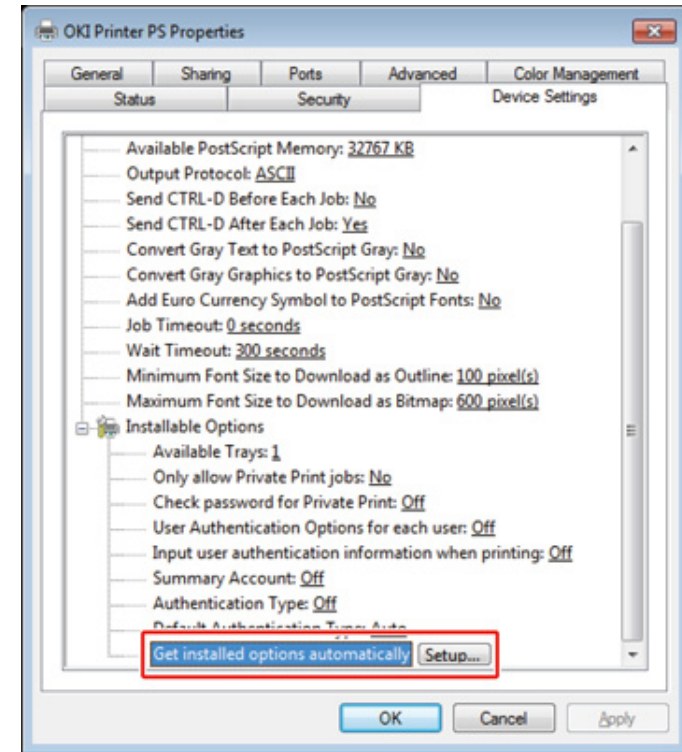 OKI Printer PS Properties
General Sharing Ports Advanced Color Management
Status Security Device Settings
Available PostScript Memory: 32767 KB
Output Protocol: ASCII
Send CTRL-D Before Each Job: No
Send CTRL-D After Each Job: Yes
Convert Gray Text to PostScript Gray: No
Convert Gray Graphics to PostScript Gray: No
Add Euro Currency Symbol to PostScript Fonts: No
Job Timeout: 0 seconds
Wait Timeout: 300 seconds
Minimum Font Size to Download as Outline: 100 pixel(s)
Maximum Font Size to Download as Bitmap: 600 pixel(s)
Installable Options
Available Trays: 1
Only allow Private Print jobs: No
Check password for Private Print: Off
User Authentication Options for each user: Off
Input user authentication information when printing: Off
Summary Account: Off
Authentication Type: Off
Default Authentication Type: Auto
Get installed options automatically Setup...
OK Cancel Apply